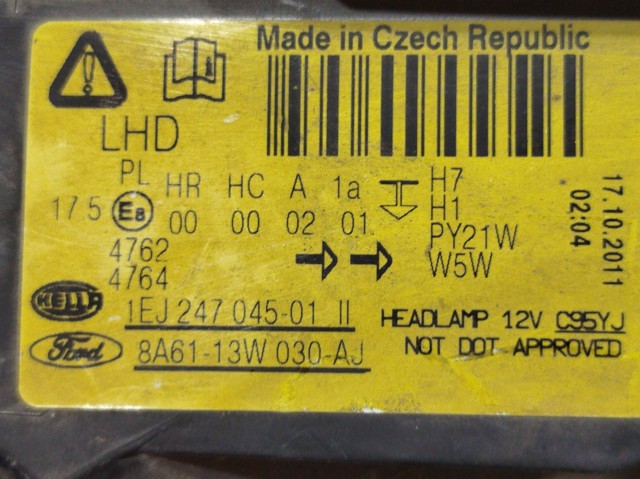 Made in Czech Republic
LHD
PL HR HC A 1a H7
17 5 E8 00 00 02 01 H1
PY21W
4762
4764 W5W
HELLA 1EJ 247 045-01 II
HEADLAMP 12V C95YJ
Ford 8A61-13W 030-AJ
NOT DOT APPROVED
17.10.2011
02:04